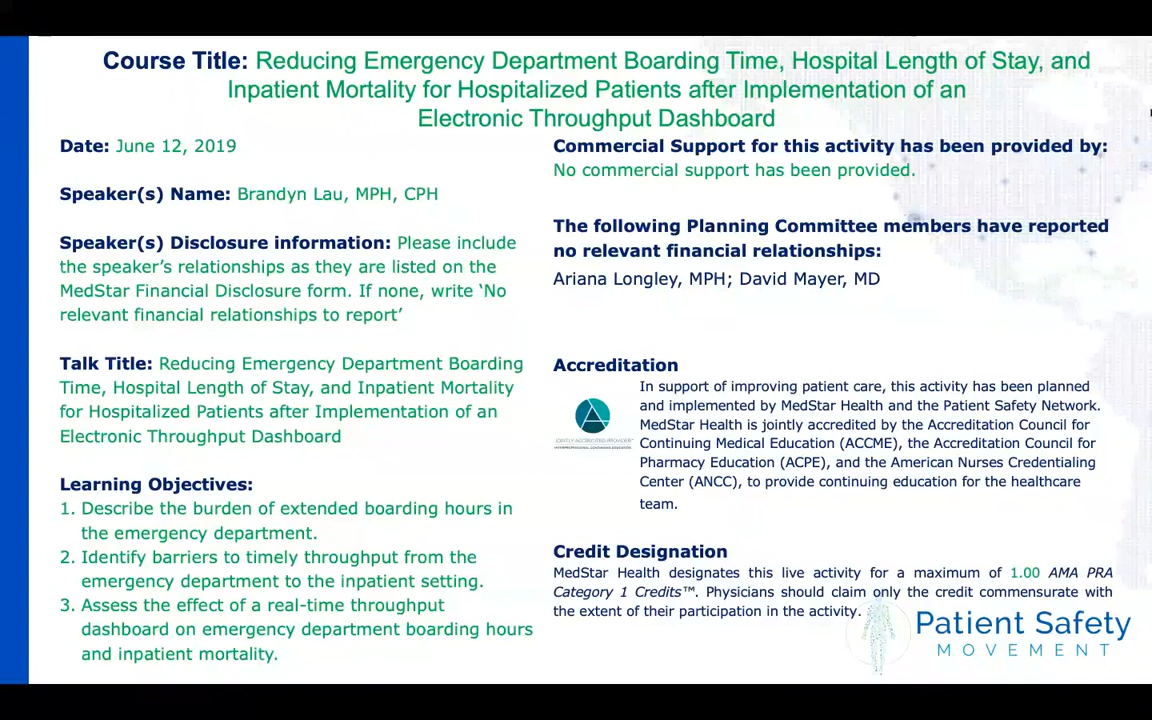 Course Title: Reducing Emergency Department Boarding Time, Hospital Length of Stay, and
Inpatient Mortality for Hospitalized Patients after Implementation of an
Electronic Throughput Dashboard
Date: June 12, 2019
Speaker(s) Name: Brandyn Lau, MPH, CPH
Speaker(s) Disclosure information: Please include
the speaker’s relationships as they are listed on the
MedStar Financial Disclosure form. If none, write ‘No
relevant financial relationships to report’
Talk Title: Reducing Emergency Department Boarding
Time, Hospital Length of Stay, and Inpatient Mortality
for Hospitalized Patients after Implementation of an
Electronic Throughput Dashboard
Learning Objectives:
1. Describe the burden of extended boarding hours in
the emergency department.
2. Identify barriers to timely throughput from the
emergency department to the inpatient setting.
3. Assess the effect of a real-time throughput
dashboard on emergency department boarding hours
and inpatient mortality.
Commercial Support for this activity has been provided by:
No commercial support has been provided.
The following Planning Committee members have reported
no relevant financial relationships:
Ariana Longley, MPH; David Mayer, MD
Accreditation
JOINTLY ACCREDITED PROVIDER™
INTERPROFESSIONAL CONTINUING EDUCATION
In support of improving patient care, this activity has been planned
and implemented by MedStar Health and the Patient Safety Network.
MedStar Health is jointly accredited by the Accreditation Council for
Continuing Medical Education (ACCME), the Accreditation Council for
Pharmacy Education (ACPE), and the American Nurses Credentialing
Center (ANCC), to provide continuing education for the healthcare
team.
Credit Designation
MedStar Health designates this live activity for a maximum of 1.00 AMA PRA
Category 1 Credits™. Physicians should claim only the credit commensurate with
the extent of their participation in the activity.
Patient Safety
MOVEMENT